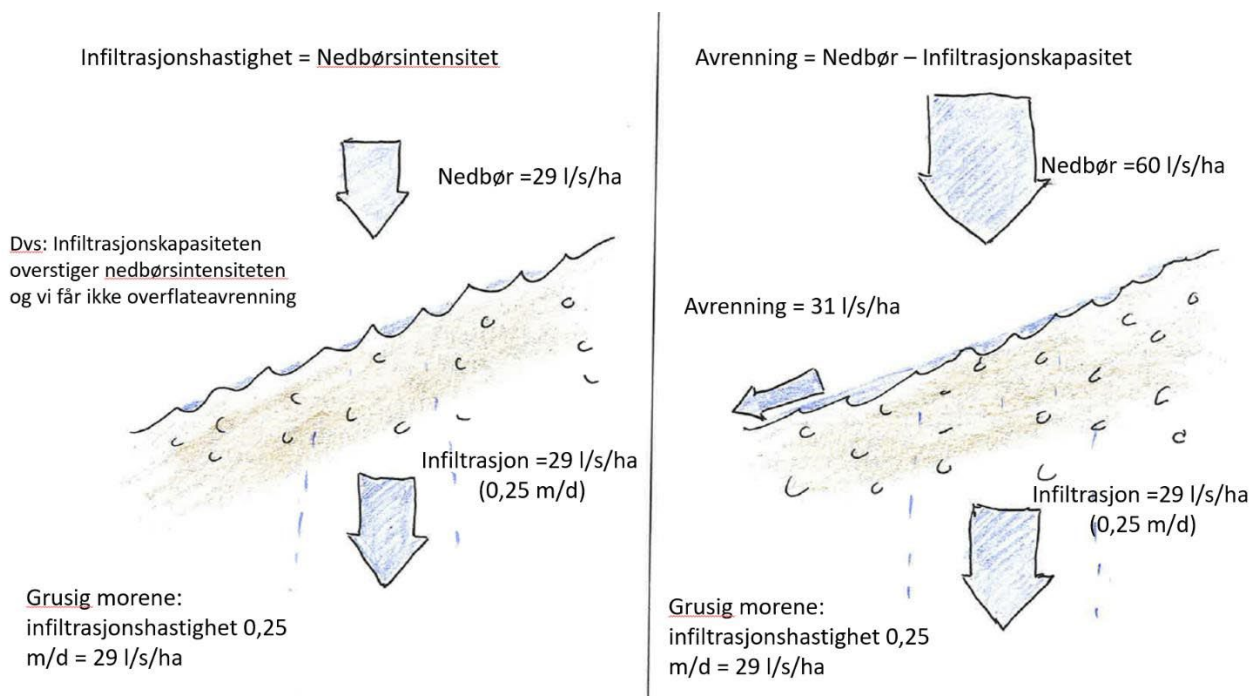 Infiltrasjonshastighet = Nedbørsintensitet
Nedbør =29 l/s/ha
Dvs: Infiltrasjonskapasiteten
overstiger nedbørsintensiteten
og vi får ikke overflateavrenning
Infiltrasjon =29 l/s/ha
(0,25 m/d)
Grusig morene:
infiltrasjonshastighet 0,25
m/d = 29 l/s/ha
Avrenning = Nedbør – Infiltrasjonskapasitet
Nedbør =60 l/s/ha
Avrenning = 31 l/s/ha
Infiltrasjon =29 l/s/ha
(0,25 m/d)
Grusig morene:
infiltrasjonshastighet 0,25
m/d = 29 l/s/ha